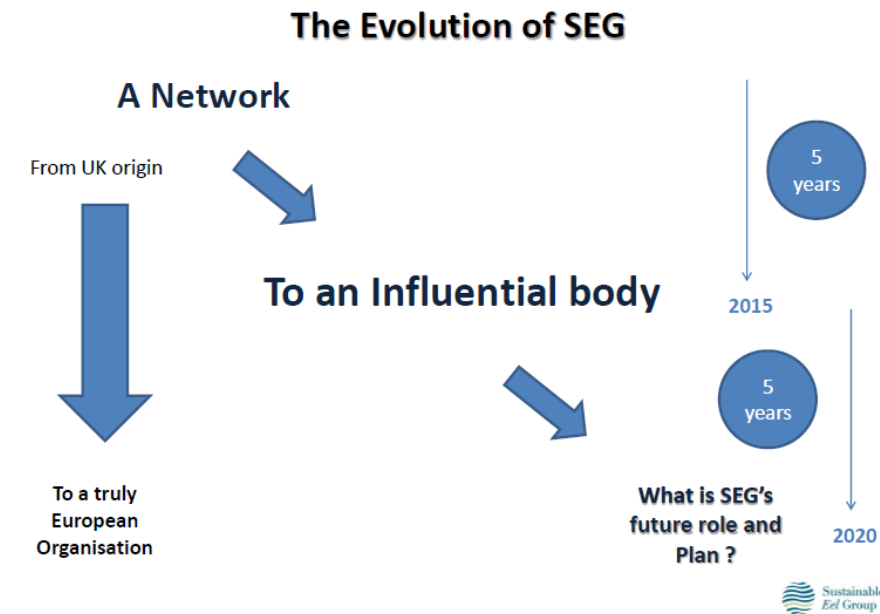 The Evolution of SEG
A Network
From UK origin
5
years
To an Influential body
2015
5
years
To a truly
European
Organisation
What is SEG's
future role and
Plan ?
2020
Sustainable
Eel Group